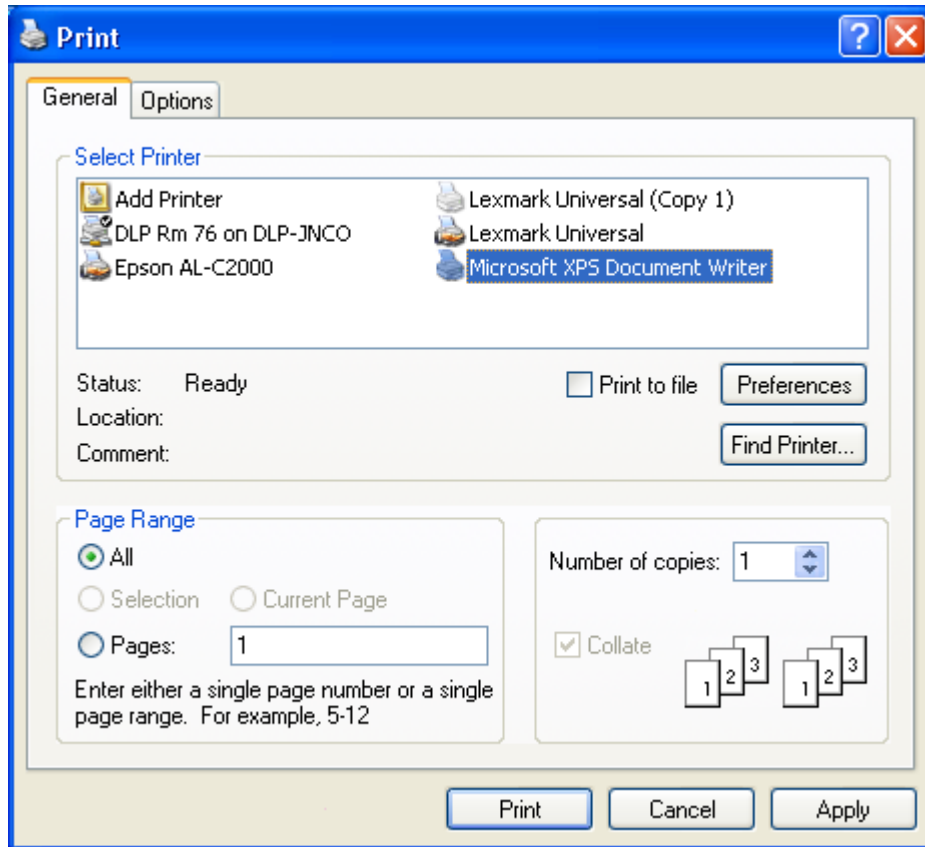 Print
General Options
Select Printer
Add Printer
DLP Rm 76 on DLP-JNCO
Epson AL-C2000
Lexmark Universal (Copy 1)
Lexmark Universal
Microsoft XPS Document Writer
Status: Ready
Location:
Comment:
Print to file Preferences
Find Printer...
Page Range
All
Selection Current Page
Pages: 1
Enter either a single page number or a single
page range. For example, 5-12
Number of copies: 1
Collate
1 2 3 1 2 3
Print Cancel Apply